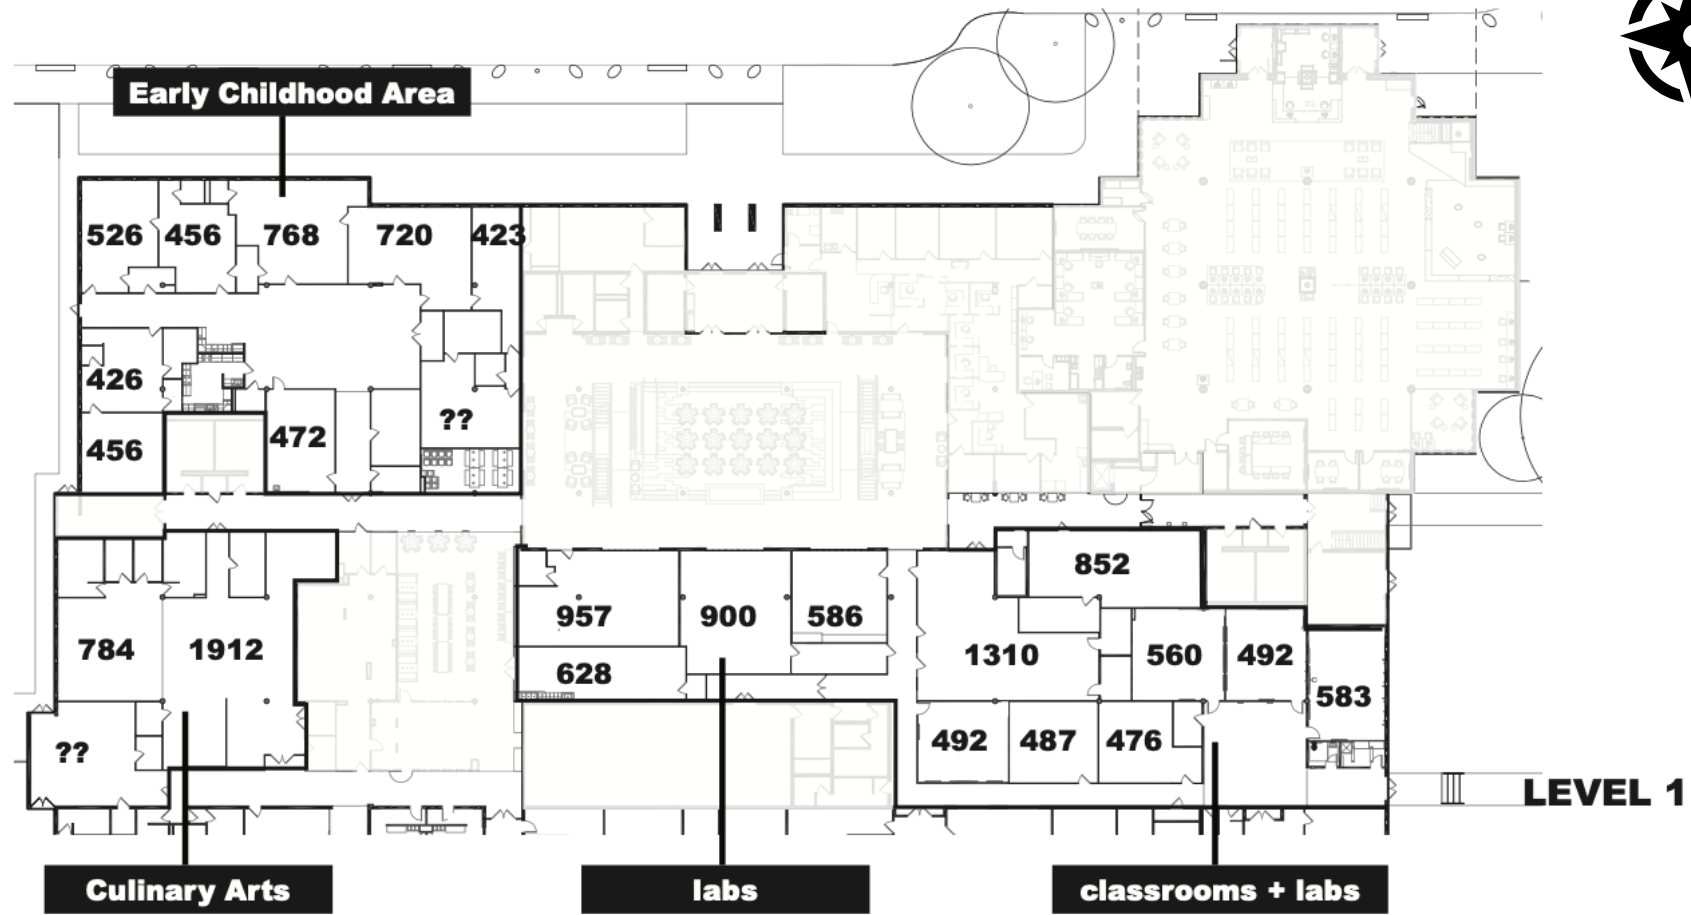 Early Childhood Area
526 456 768 720 423
426
??
456 472
852
957 900 586
784 1912 1310 560 492
628
583
?? 492 487 476
LEVEL 1
Culinary Arts labs classrooms + labs